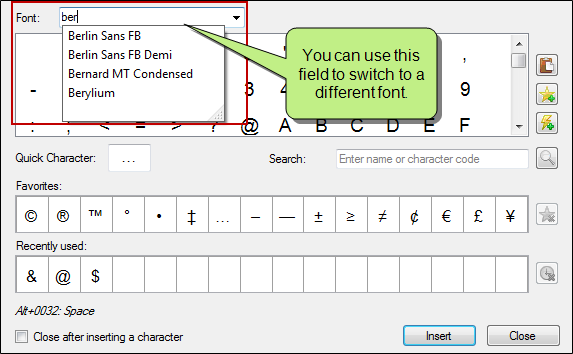 Font: ber
Berlin Sans FB
Berlin Sans FB Demi
Bernard MT Condensed
Berylium
You can use this
field to switch to a
different font.
,
- 3 4 9
: ; < = > ? @ A B C D E F
Quick Character: ... Search: Enter name or character code
Favorites:
© ® ™ ° • ‡ … – — ± ≥ ≠ ¢ € £ ¥
Recently used:
& @ $
Alt+0032: Space
Close after inserting a character Insert Close